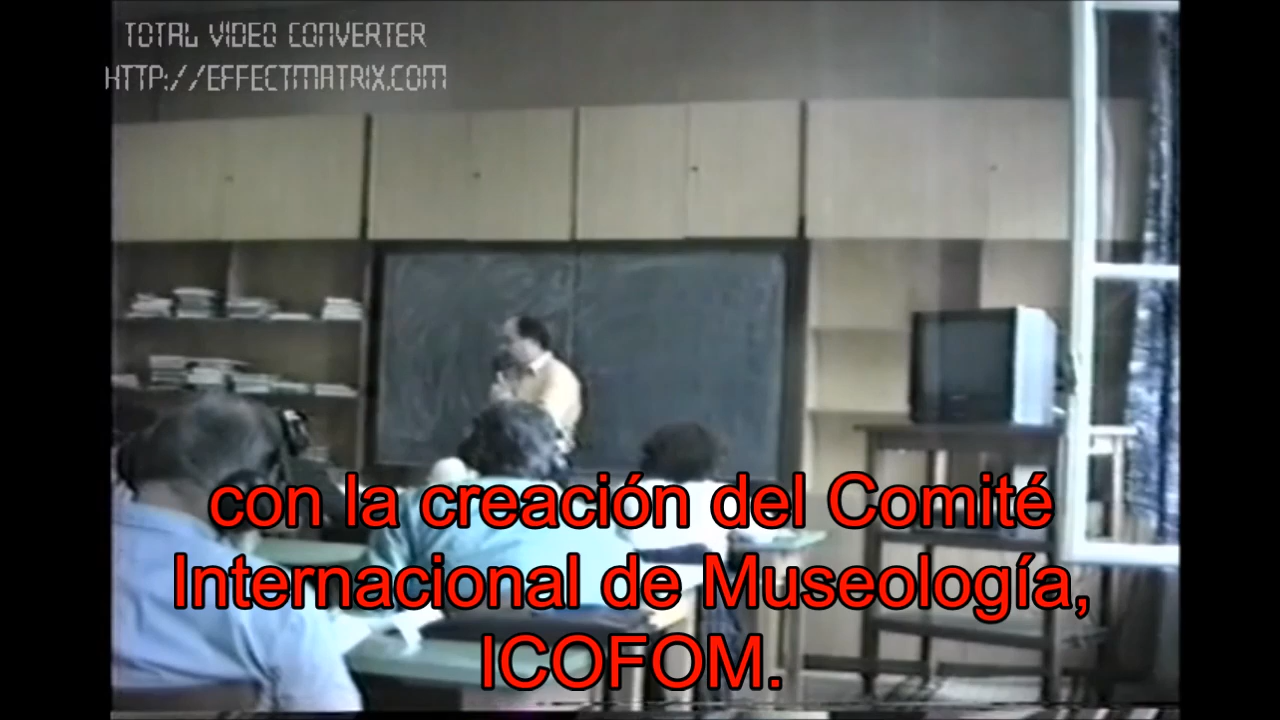 TOTAL VIDEO CONVERTER
HTTP://EFFECTMATRIX.COM
con la creación del Comité
Internacional de Museología,
ICOFOM.